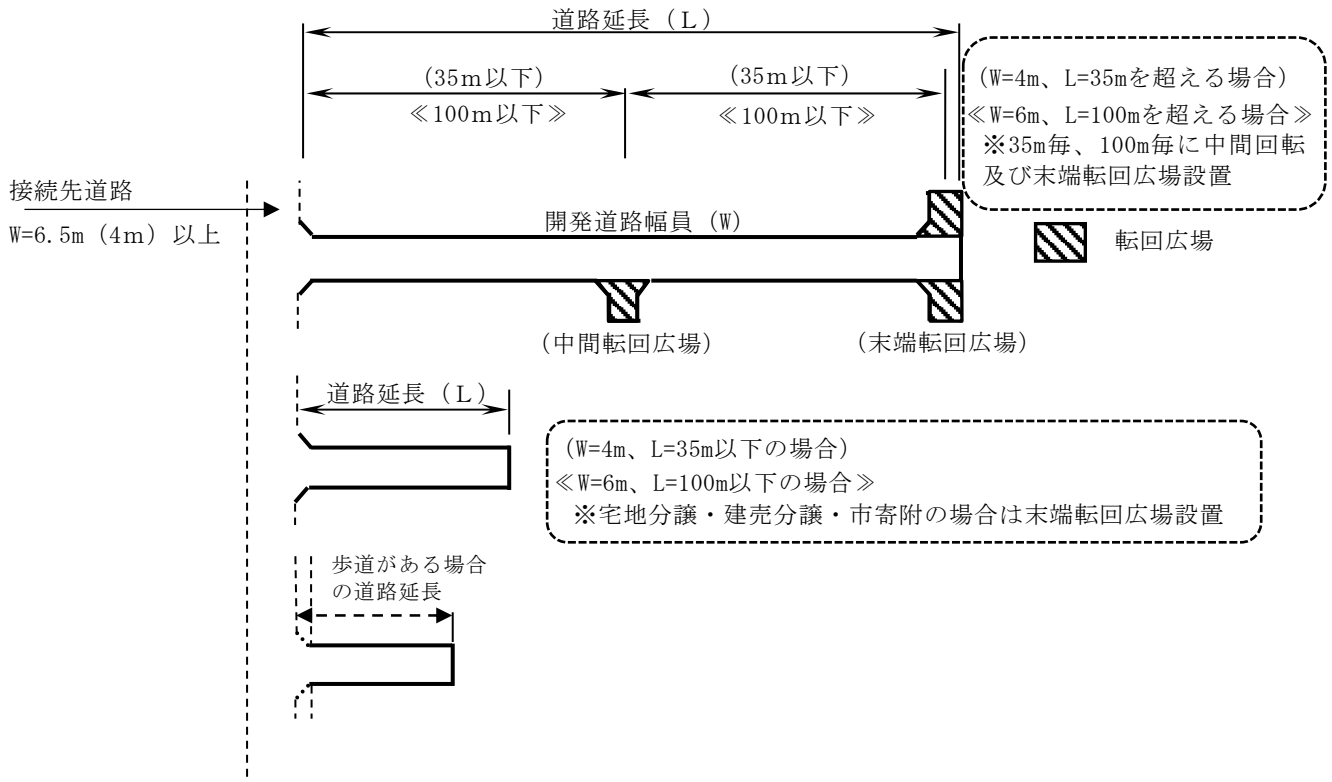 道路延長（Ｌ）
(35ｍ以下)
(35ｍ以下)
≪100ｍ以下≫
≪100ｍ以下≫
(W=4m、L=35mを超える場合)
≪W=6m、L=100mを超える場合≫
※35m毎、100m毎に中間回転
及び末端転回広場設置
接続先道路
W=6.5m（4ｍ）以上
開発道路幅員（W）
転回広場
（中間転回広場）
（末端転回広場）
道路延長（Ｌ）
(W=4m、L=35m以下の場合)
≪W=6m、L=100m以下の場合≫
※宅地分譲・建売分譲・市寄附の場合は末端転回広場設置
歩道がある場合
の道路延長